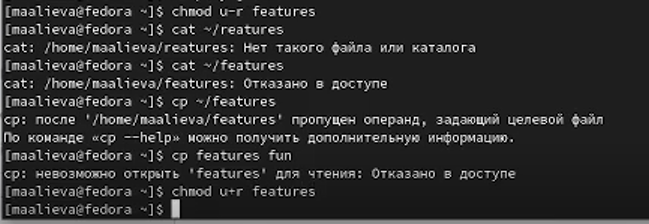 [maalieva@fedora ~]$ chmod u-r features
[maalieva@fedora ~]$ cat ~/reatures
cat: /home/maalieva/reatures: Нет такого файла или каталога
[maalieva@fedora ~]$ cat ~/features
cat: /home/maalieva/features: Отказано в доступе
[maalieva@fedora ~]$ cp ~/features
cp: после '/home/maalieva/features' пропущен операнд, задающий целевой файл
По команде «cp --help» можно получить дополнительную информацию.
[maalieva@fedora ~]$ cp features fun
cp: невозможно открыть 'features' для чтения: Отказано в доступе
[maalieva@fedora ~]$ chmod u+r features
[maalieva@fedora ~]$